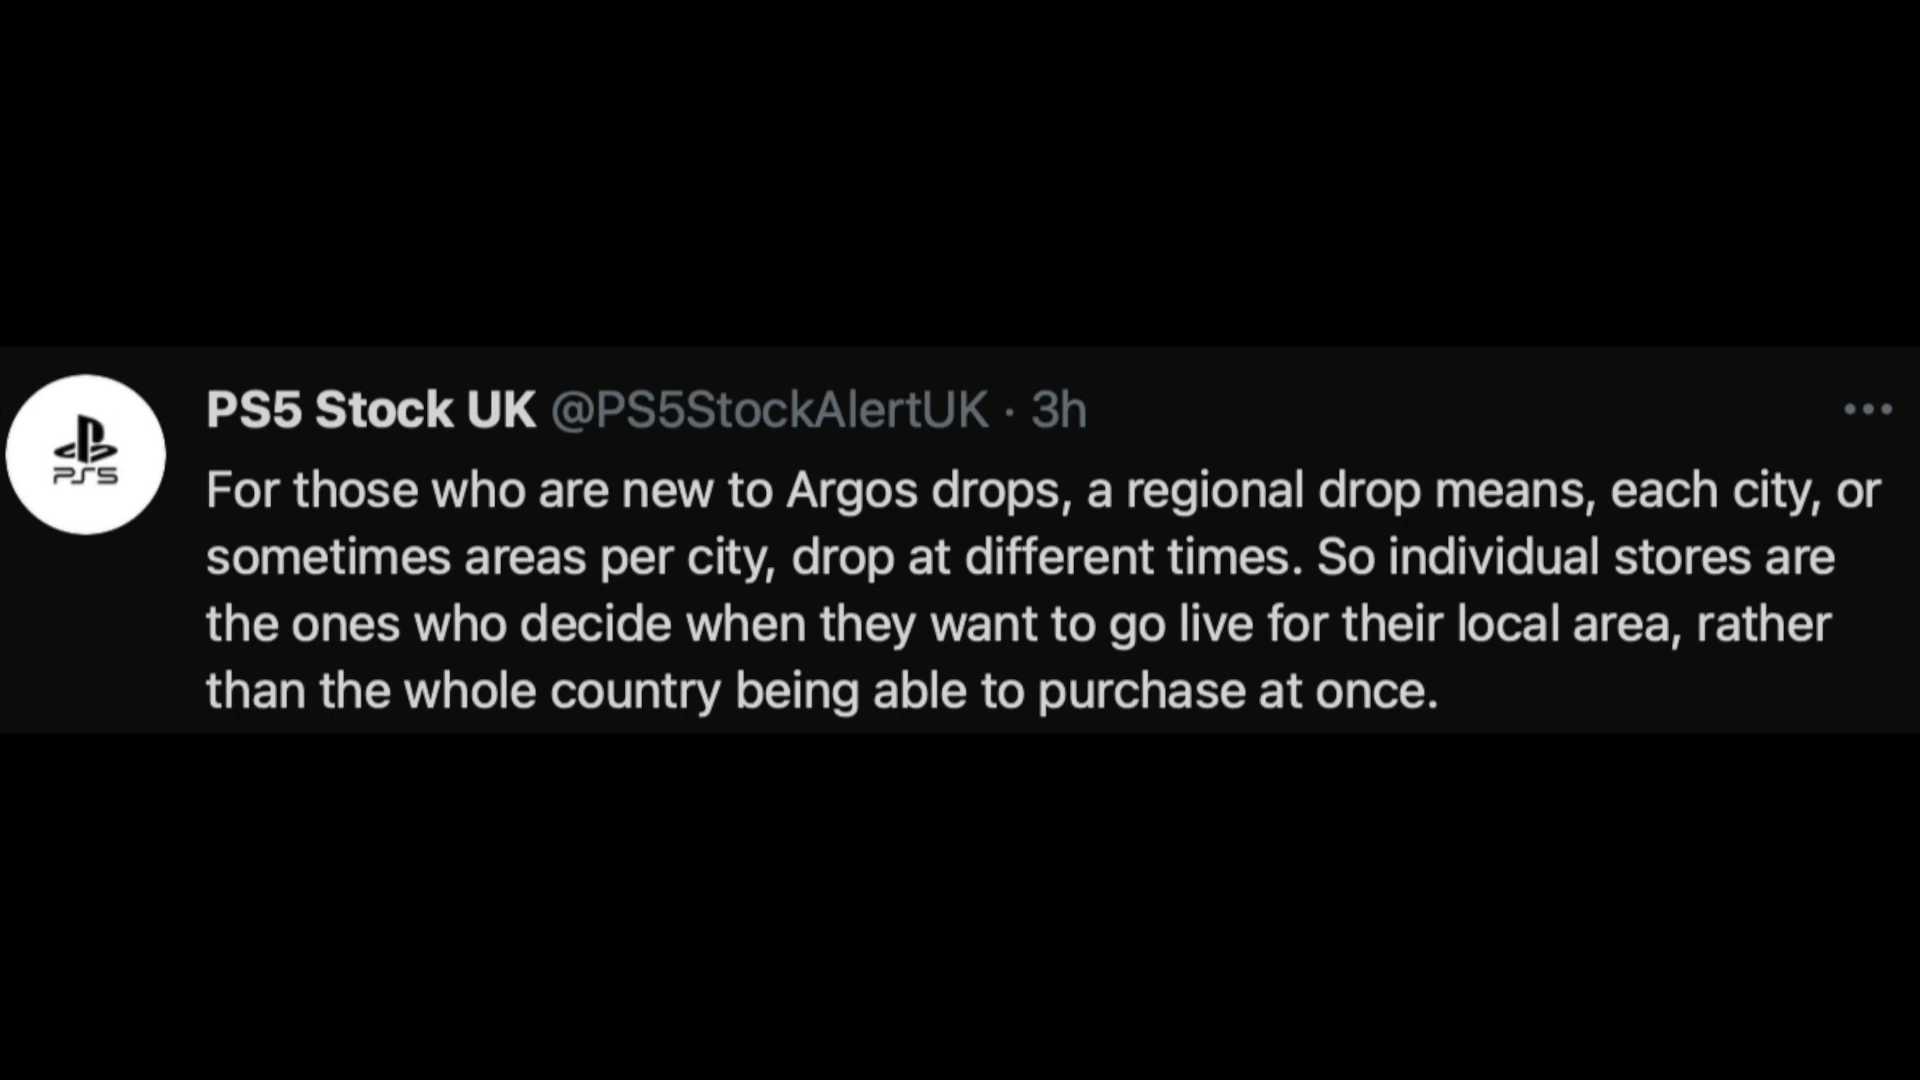 PS5 Stock UK @PS5StockAlertUK · 3h
PS5
For those who are new to Argos drops, a regional drop means, each city, or
sometimes areas per city, drop at different times. So individual stores are
the ones who decide when they want to go live for their local area, rather
than the whole country being able to purchase at once.